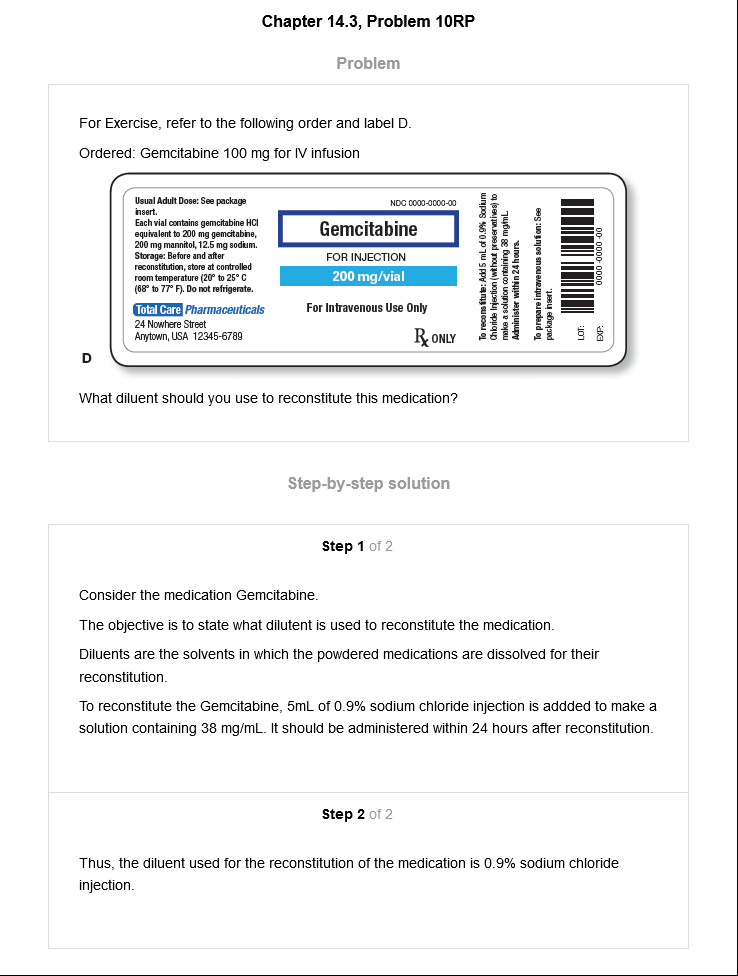 Chapter 14.3, Problem 10RP
Problem
For Exercise, refer to the following order and label D.
Ordered: Gemcitabine 100 mg for IV infusion
Usual Adult Dose: See package
insert.
Each vial contains gemcitabine HCl
equivalent to 200 mg gemcitabine,
200 mg mannitol, 12.5 mg sodium.
Storage: Before and after
reconstitution, store at controlled
room temperature (20° to 25° C
(68° to 77° F). Do not refrigerate.
Total Care Pharmaceuticals
24 Nowhere Street
Anytown, USA 12345-6789
NDC 0000-0000-00
Gemcitabine
FOR INJECTION
200 mg/vial
For Intravenous Use Only
Rx ONLY
To reconstitute: Add 5 mL of 0.9% Sodium
Chloride Injection (without preservatives) to
make a solution containing 38 mg/mL.
Administer within 24 hours.
To prepare intravenous solution: See
package insert.
LOT:
EXP:
0000 -0000 -00
D
What diluent should you use to reconstitute this medication?
Step-by-step solution
Step 1 of 2
Consider the medication Gemcitabine.
The objective is to state what dilutent is used to reconstitute the medication.
Diluents are the solvents in which the powdered medications are dissolved for their
reconstitution.
To reconstitute the Gemcitabine, 5mL of 0.9% sodium chloride injection is addded to make a
solution containing 38 mg/mL. It should be administered within 24 hours after reconstitution.
Step 2 of 2
Thus, the diluent used for the reconstitution of the medication is 0.9% sodium chloride
injection.